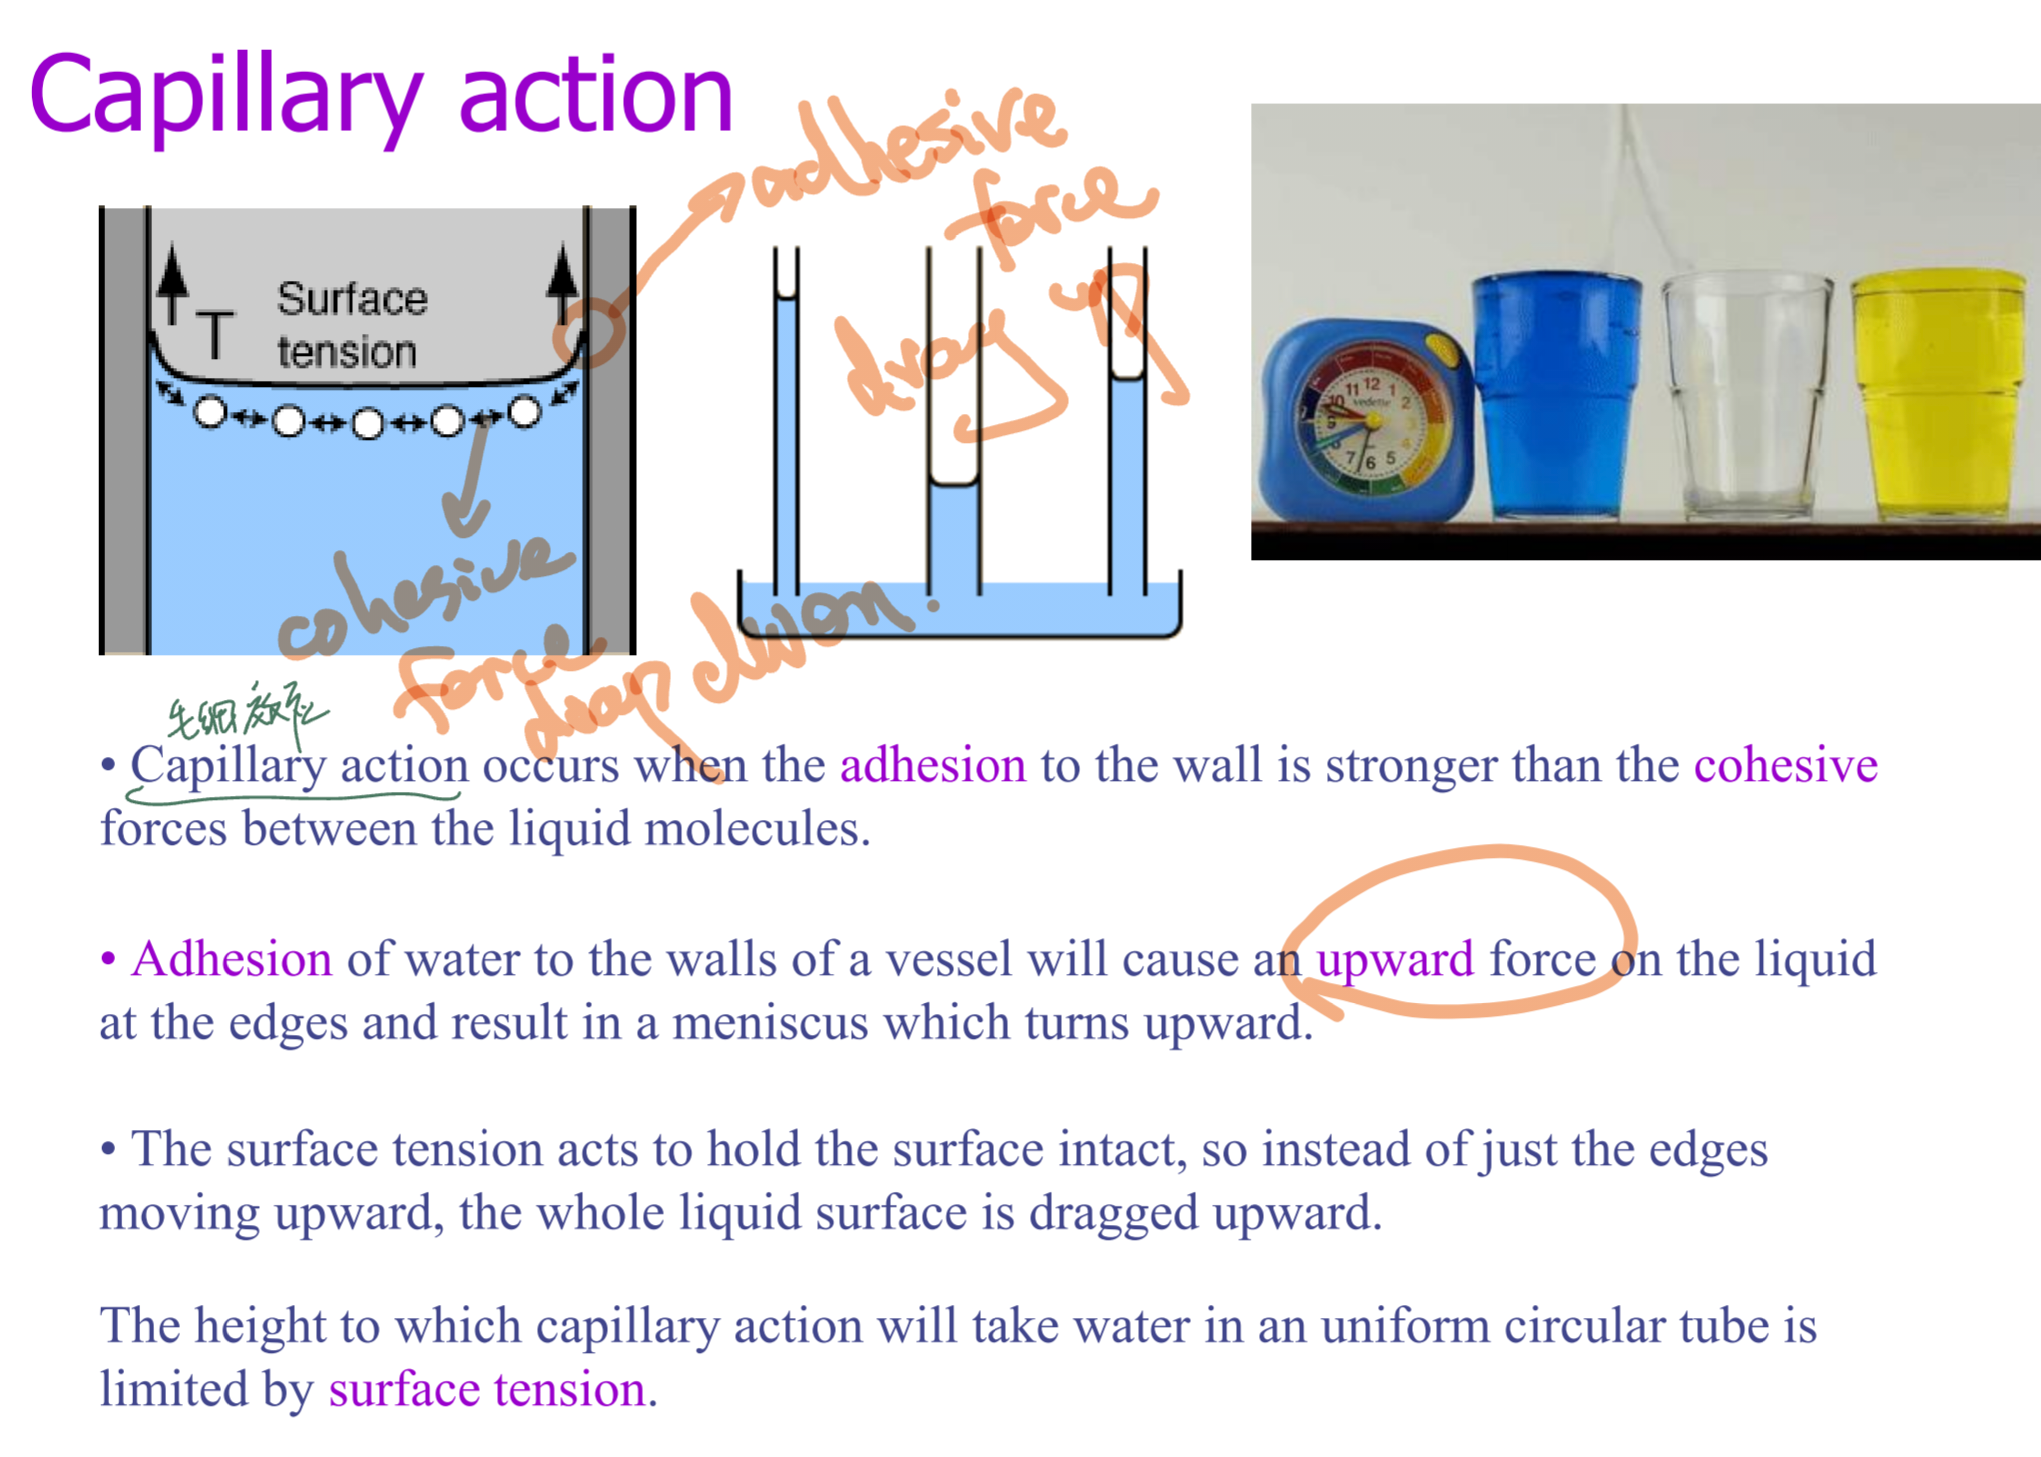 Capillary action
adhesive
force
drag up
T Surface
tension
12
11 1
10 vedette 2
9 3
8 4
7 6 5
cohesive
force
drap dwon.
毛細效应
• Capillary action occurs when the adhesion to the wall is stronger than the cohesive
forces between the liquid molecules.
• Adhesion of water to the walls of a vessel will cause an upward force on the liquid
at the edges and result in a meniscus which turns upward.
• The surface tension acts to hold the surface intact, so instead of just the edges
moving upward, the whole liquid surface is dragged upward.
The height to which capillary action will take water in an uniform circular tube is
limited by surface tension.